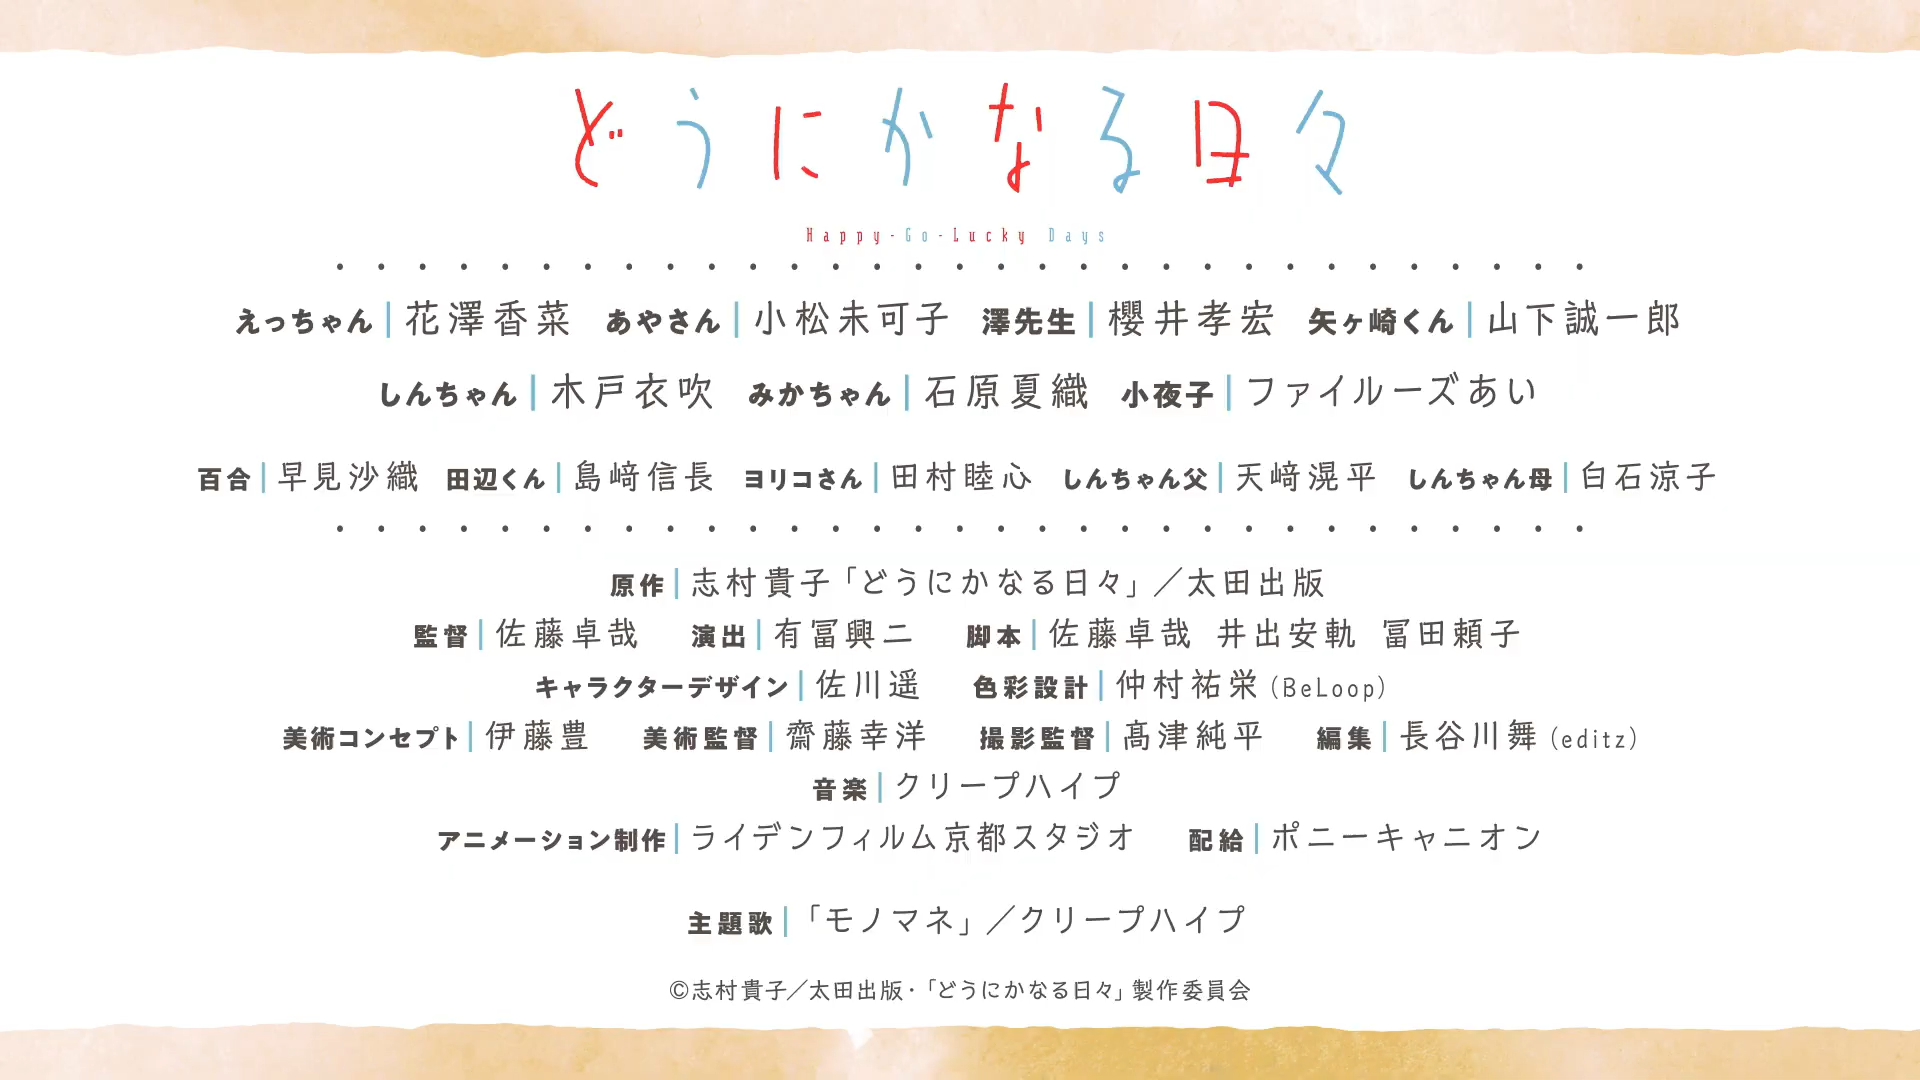 どうにかなる日々
Happy-Go-Lucky Days
えっちゃん|花澤香菜 あやさん|小松未可子 澤先生|櫻井孝宏 矢ヶ崎くん|山下誠一郎
しんちゃん|木戸衣吹 みかちゃん|石原夏織 小夜子|ファイルーズあい
百合|早見沙織 田辺くん|島﨑信長 ヨリコさん|田村睦心 しんちゃん父|天﨑滉平 しんちゃん母|白石涼子
原作|志村貴子「どうにかなる日々」／太田出版
監督|佐藤卓哉 演出|有冨興二 脚本|佐藤卓哉 井出安軌 冨田頼子
キャラクターデザイン|佐川遥 色彩設計|仲村祐栄(BeLoop)
美術コンセプト|伊藤豊 美術監督|齋藤幸洋 撮影監督|髙津純平 編集|長谷川舞(editz)
音楽|クリープハイプ
アニメーション制作|ライデンフィルム京都スタジオ 配給|ポニーキャニオン
主題歌|「モノマネ」／クリープハイプ
©志村貴子／太田出版・「どうにかなる日々」製作委員会